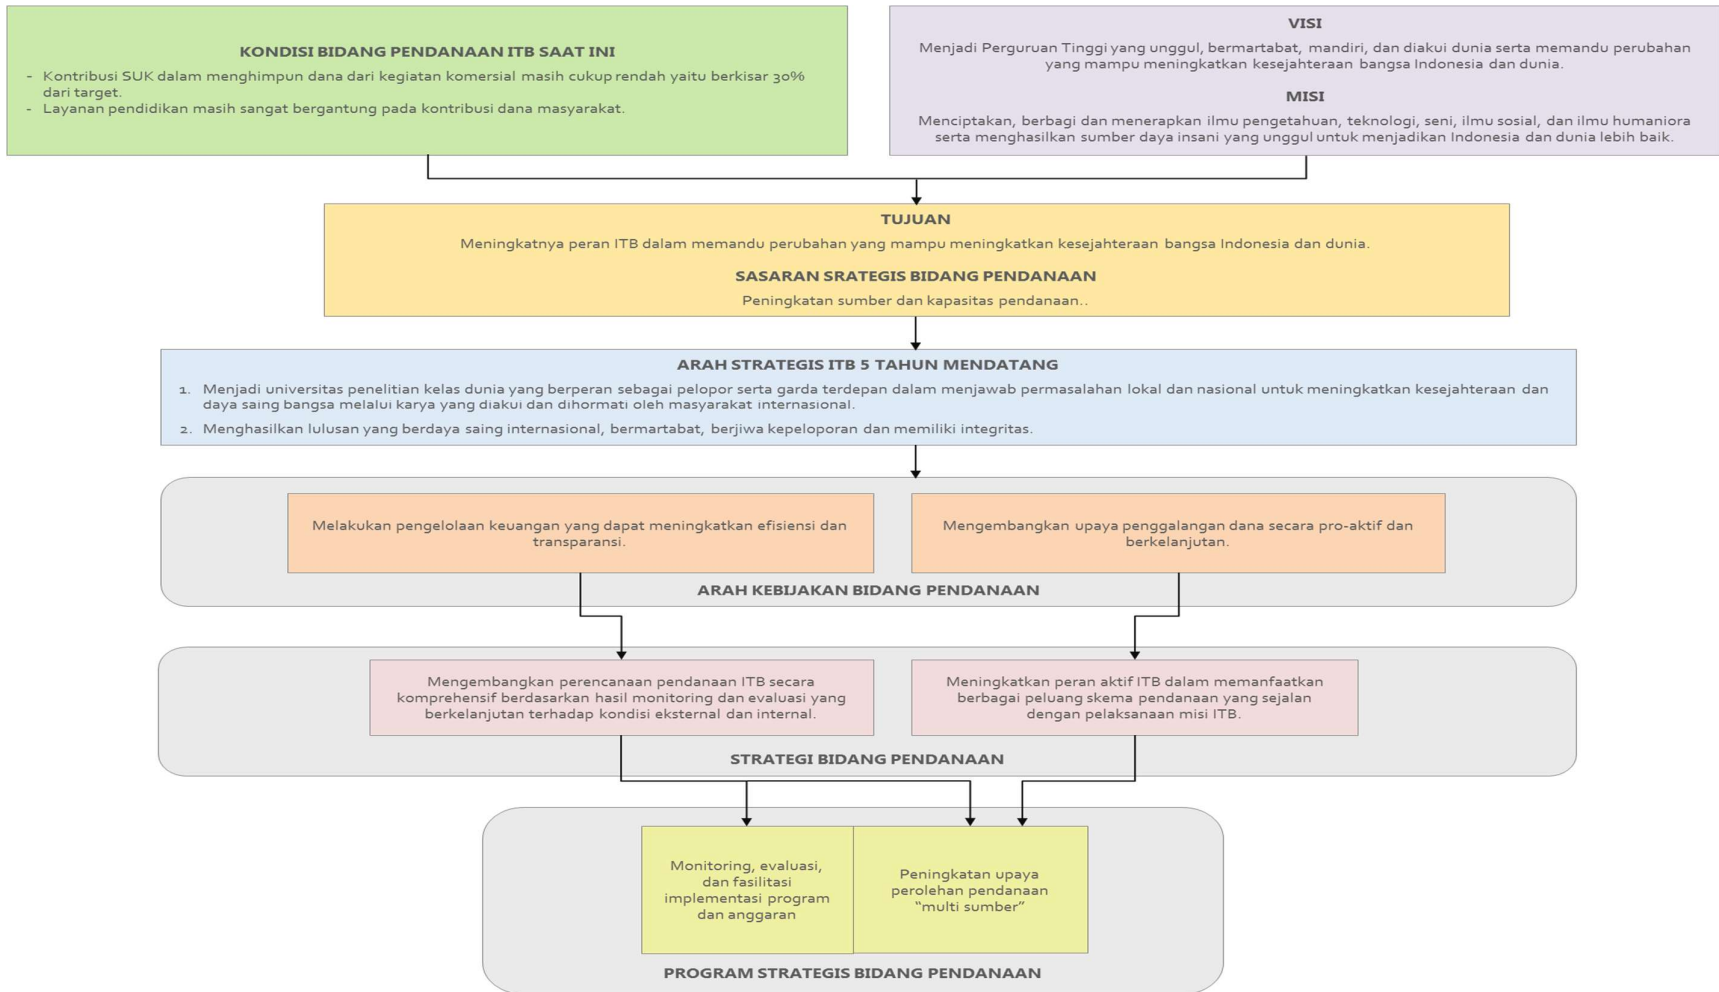 KONDISI BIDANG PENDANAAN ITB SAAT INI
- Kontribusi SUK dalam menghimpun dana dari kegiatan komersial masih cukup rendah yaitu berkisar 30%
dari target.
- Layanan pendidikan masih sangat bergantung pada kontribusi dana masyarakat.
VISI
Menjadi Perguruan Tinggi yang unggul, bermartabat, mandiri, dan diakui dunia serta memandu perubahan
yang mampu meningkatkan kesejahteraan bangsa Indonesia dan dunia.
MISI
Menciptakan, berbagi dan menerapkan ilmu pengetahuan, teknologi, seni, ilmu sosial, dan ilmu humaniora
serta menghasilkan sumber daya insani yang unggul untuk menjadikan Indonesia dan dunia lebih baik.
TUJUAN
Meningkatnya peran ITB dalam memandu perubahan yang mampu meningkatkan kesejahteraan bangsa Indonesia dan dunia.
SASARAN SRATEGIS BIDANG PENDANAAN
Peningkatan sumber dan kapasitas pendanaan..
ARAH STRATEGIS ITB 5 TAHUN MENDATANG
1. Menjadi universitas penelitian kelas dunia yang berperan sebagai pelopor serta garda terdepan dalam menjawab permasalahan lokal dan nasional untuk meningkatkan kesejahteraan dan
daya saing bangsa melalui karya yang diakui dan dihormati oleh masyarakat internasional.
2. Menghasilkan lulusan yang berdaya saing internasional, bermartabat, berjiwa kepeloporan dan memiliki integritas.
Melakukan pengelolaan keuangan yang dapat meningkatkan efisiensi dan
transparansi.
Mengembangkan upaya penggalangan dana secara pro-aktif dan
berkelanjutan.
ARAH KEBIJAKAN BIDANG PENDANAAN
Mengembangkan perencanaan pendanaan ITB secara
komprehensif berdasarkan hasil monitoring dan evaluasi yang
berkelanjutan terhadap kondisi eksternal dan internal.
Meningkatkan peran aktif ITB dalam memanfaatkan
berbagai peluang skema pendanaan yang sejalan
dengan pelaksanaan misi ITB.
STRATEGI BIDANG PENDANAAN
Monitoring, evaluasi,
dan fasilitasi
implementasi program
dan anggaran
Peningkatan upaya
perolehan pendanaan
“multi sumber”
PROGRAM STRATEGIS BIDANG PENDANAAN